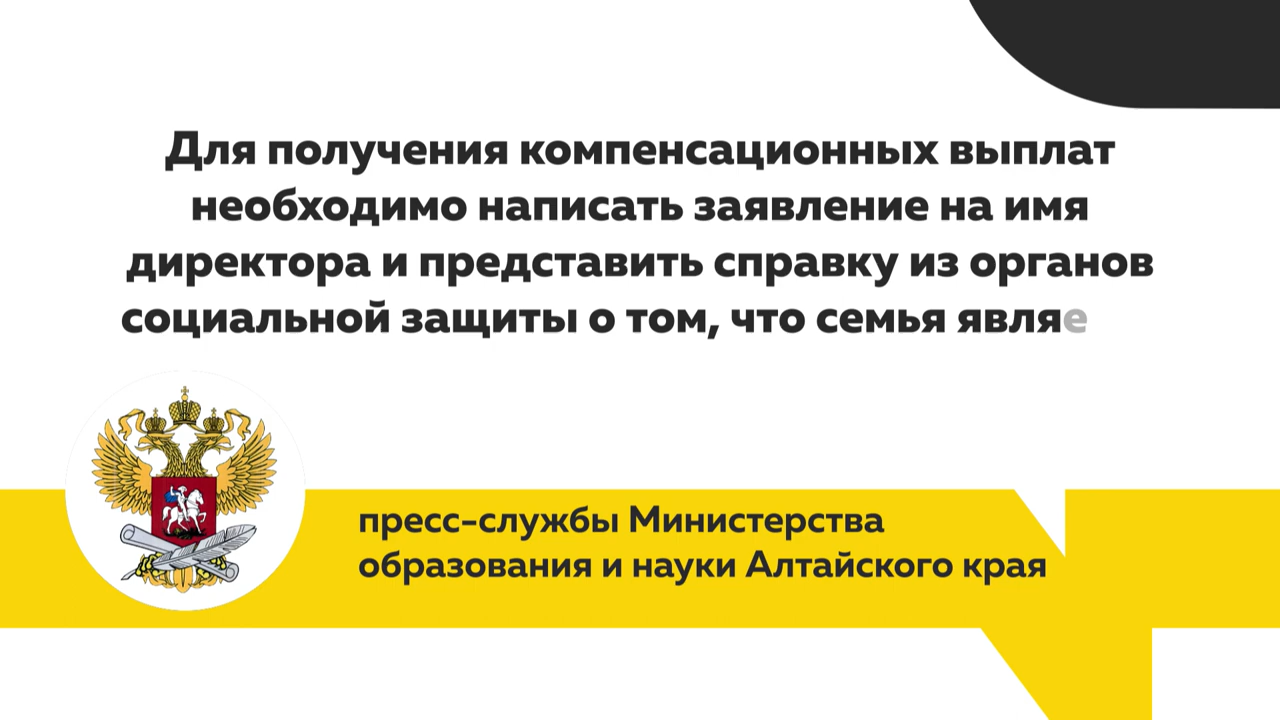 Для получения компенсационных выплат
необходимо написать заявление на имя
директора и представить справку из органов
социальной защиты о том, что семья являе
пресс-службы Министерства
образования и науки Алтайского края